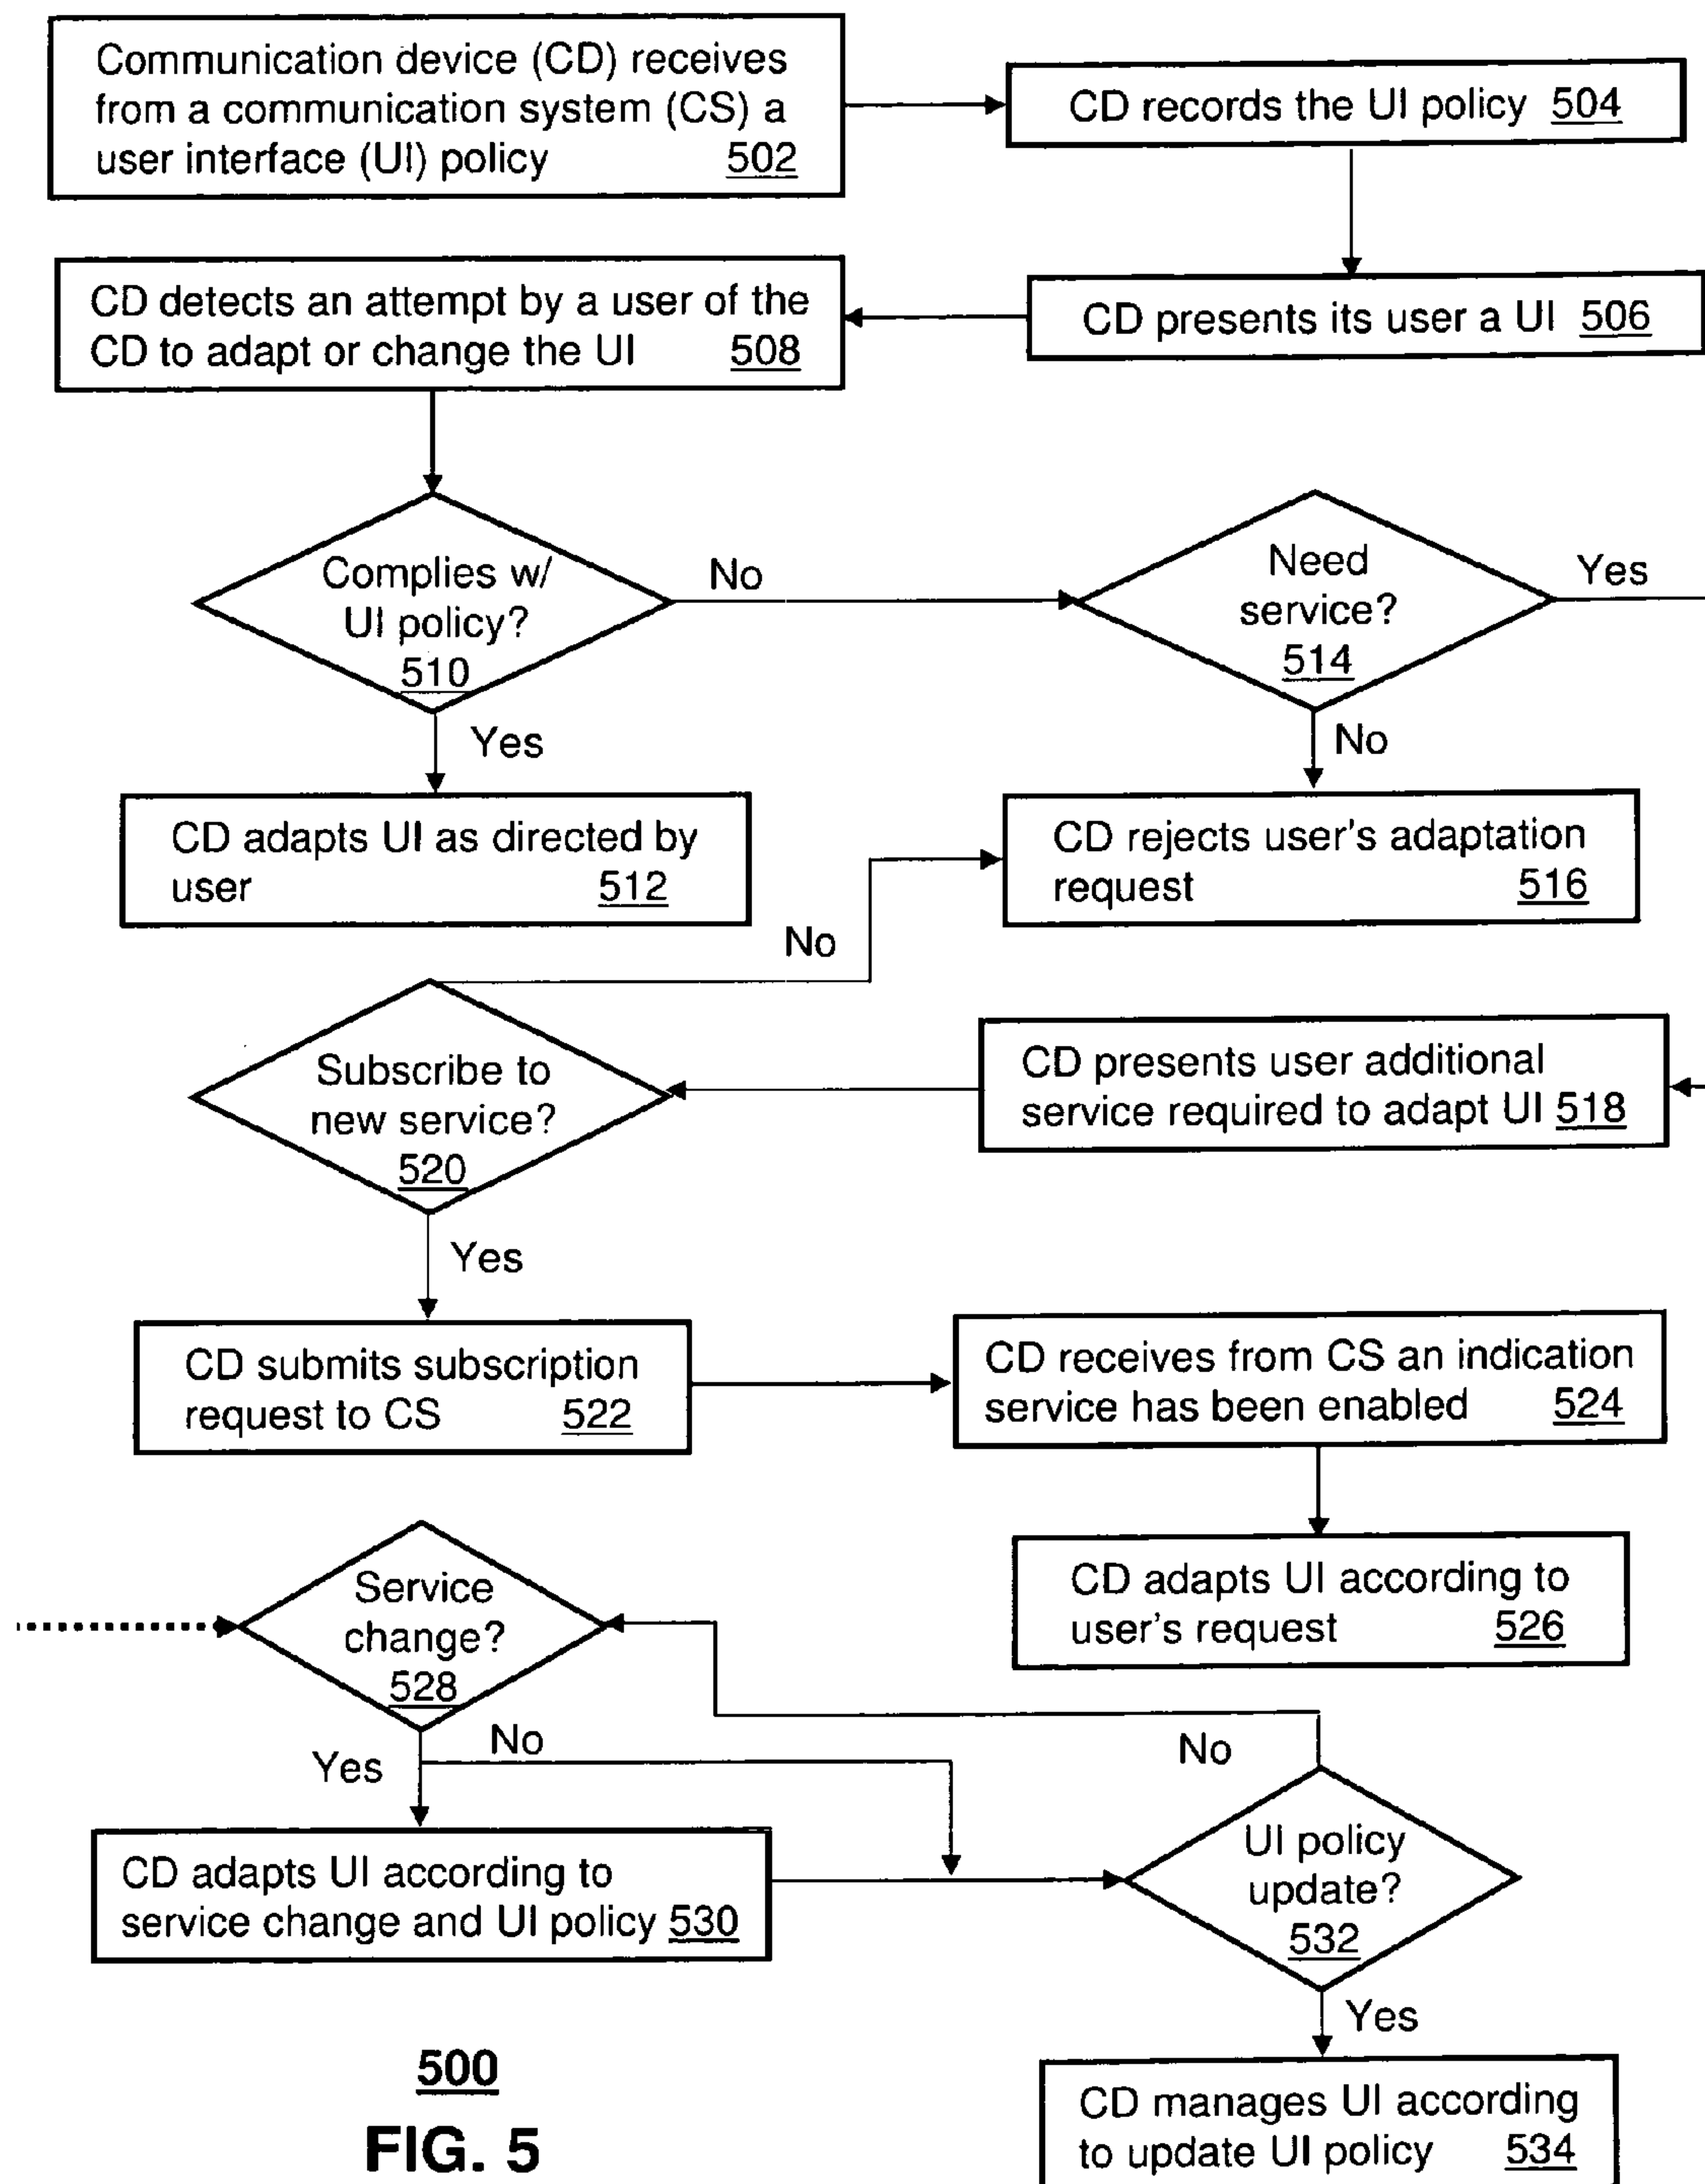 Communication device (CD) receives
from a communication system (CS) a
user interface (UI) policy 502
CD records the UI policy 504
CD presents its user a UI 506
CD detects an attempt by a user of the
CD to adapt or change the UI 508
Complies w/
UI policy?
510
No
Need
service?
514
Yes
Yes
No
CD adapts UI as directed by
user 512
CD rejects user's adaptation
request 516
No
CD presents user additional
service required to adapt UI 518
Subscribe to
new service?
520
Yes
CD submits subscription
request to CS 522
CD receives from CS an indication
service has been enabled 524
CD adapts UI according to
user's request 526
Service
change?
528
Yes
No
No
CD adapts UI according to
service change and UI policy 530
UI policy
update?
532
Yes
CD manages UI according
to update UI policy 534
500
FIG. 5